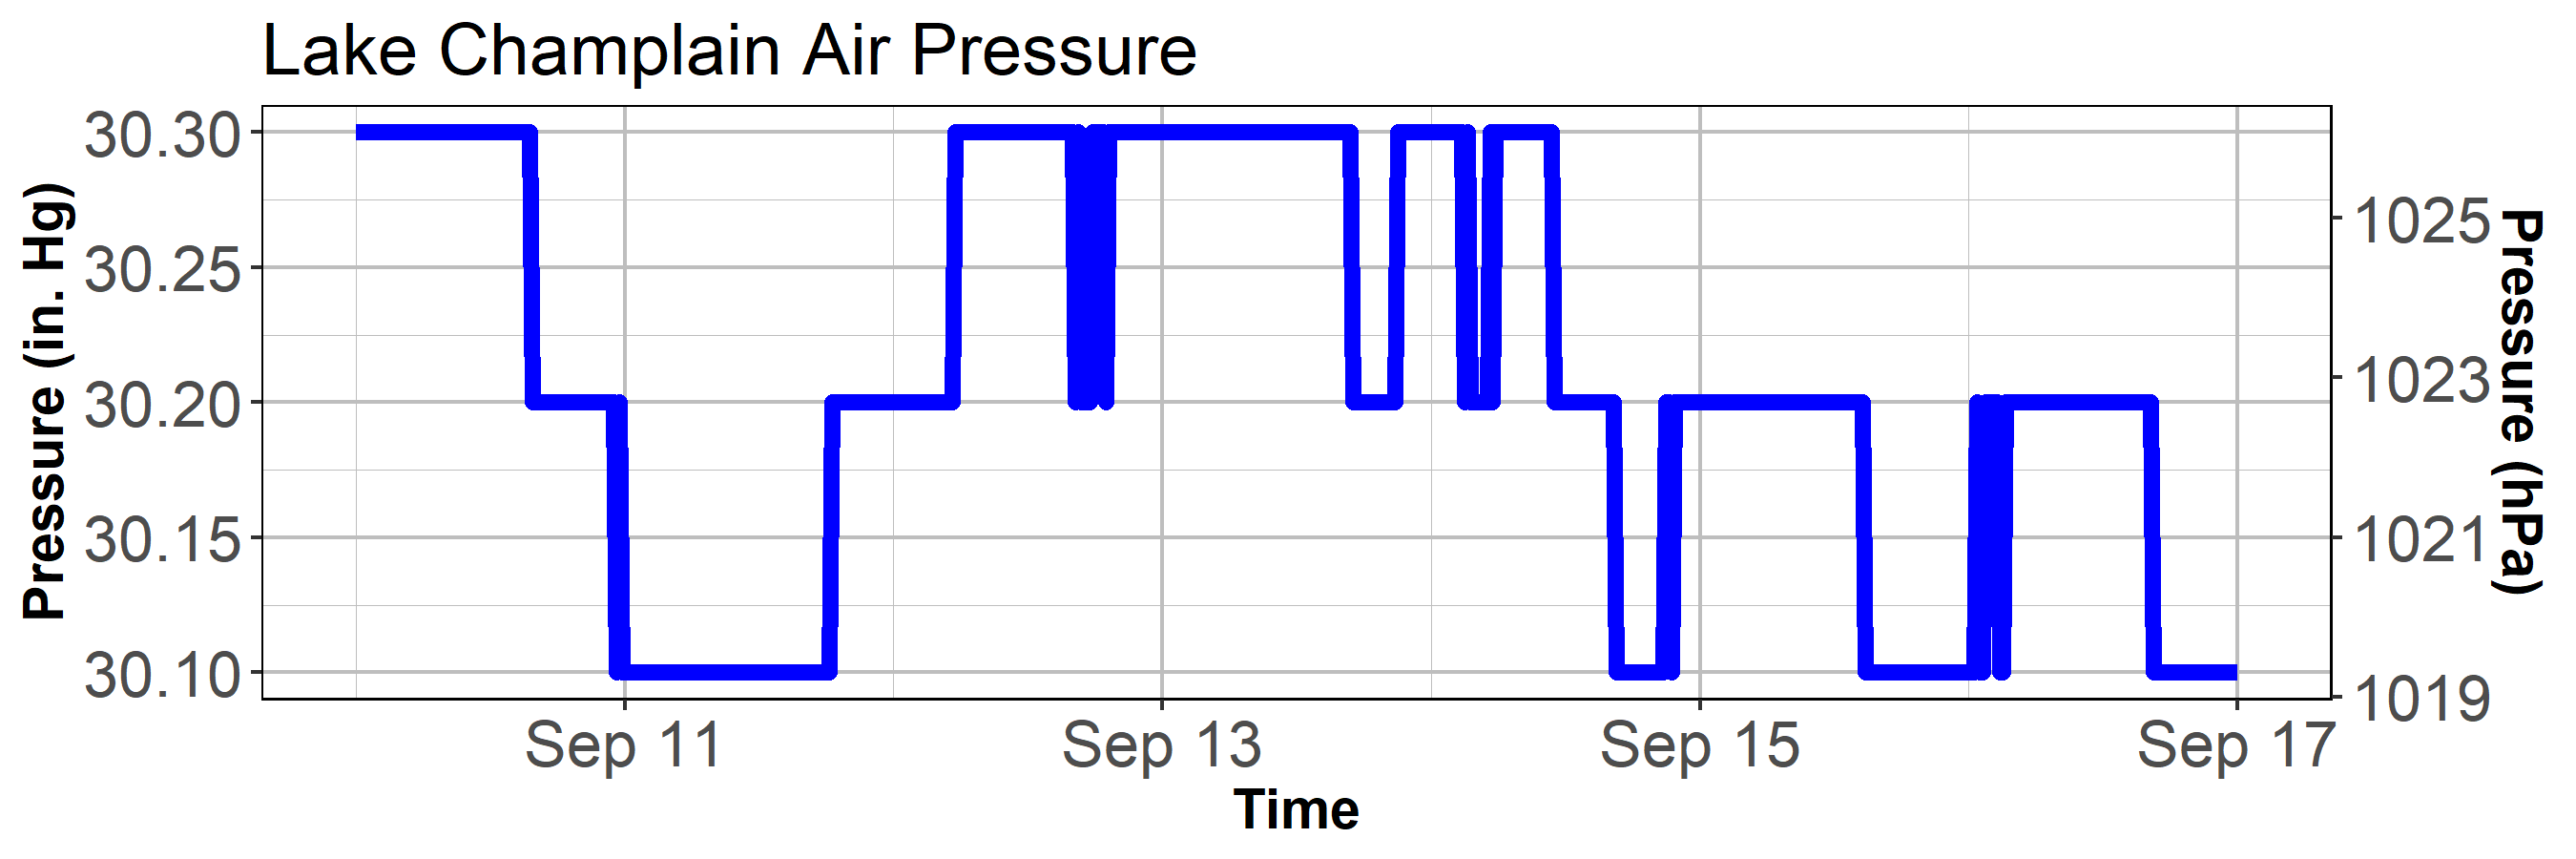 Lake Champlain Air Pressure
30.30
30.25
30.20
30.15
30.10
Pressure (in. Hg)
1025
1023
1021
1019
Pressure (hPa)
Sep 11
Sep 13
Sep 15
Sep 17
Time